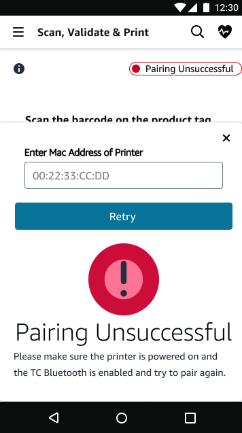 12:30
Scan, Validate & Print
Pairing Unsuccessful
Scan the barcode on the product tag
Enter Mac Address of Printer
00:22:33:CC:DD
Retry
Pairing Unsuccessful
Please make sure the printer is powered on and
the TC Bluetooth is enabled and try to pair again.